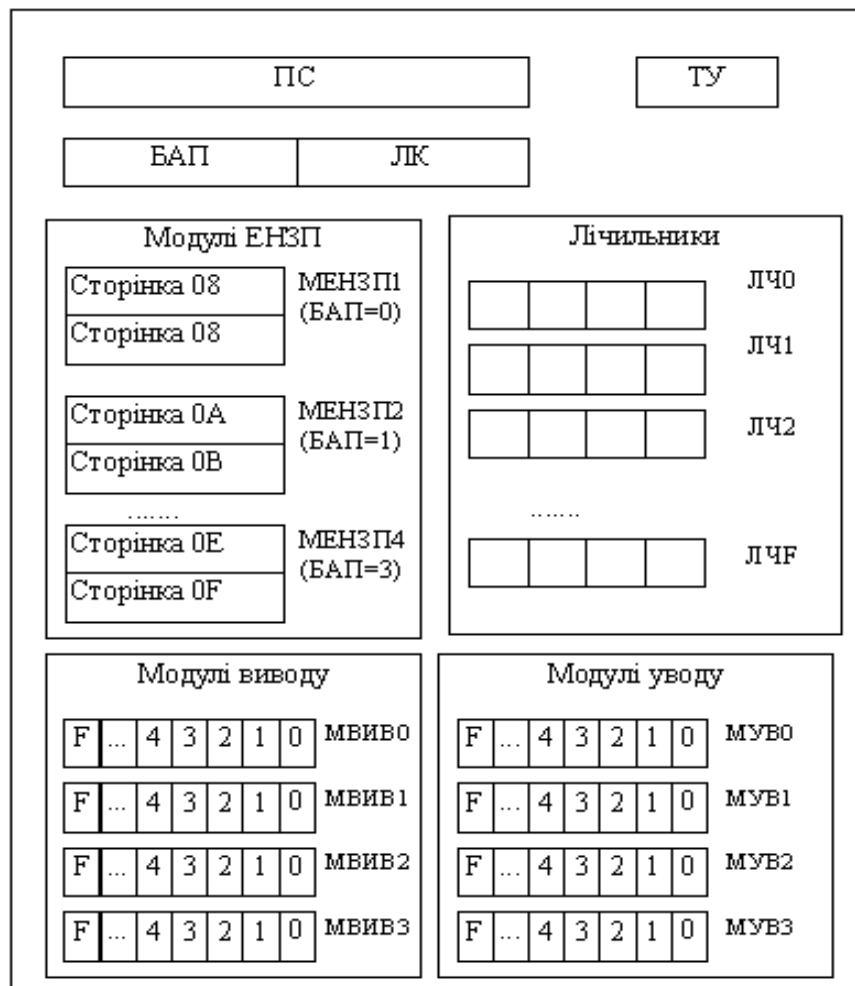 ПС
ТУ
БАП ЛК
Модулі ЕНЗП
Сторінка 08
Сторінка 08
МЕНЗП1
(БАП=0)
Сторінка 0A
Сторінка 0B
МЕНЗП2
(БАП=1)
.......
Сторінка 0E
Сторінка 0F
МЕНЗП4
(БАП=3)
Лічильники
ЛЧ0
ЛЧ1
ЛЧ2
.......
ЛЧF
Модулі виводу
F ... 4 3 2 1 0 МВИВ0
F ... 4 3 2 1 0 МВИВ1
F ... 4 3 2 1 0 МВИВ2
F ... 4 3 2 1 0 МВИВ3
Модулі уводу
F ... 4 3 2 1 0 МУВ0
F ... 4 3 2 1 0 МУВ1
F ... 4 3 2 1 0 МУВ2
F ... 4 3 2 1 0 МУВ3